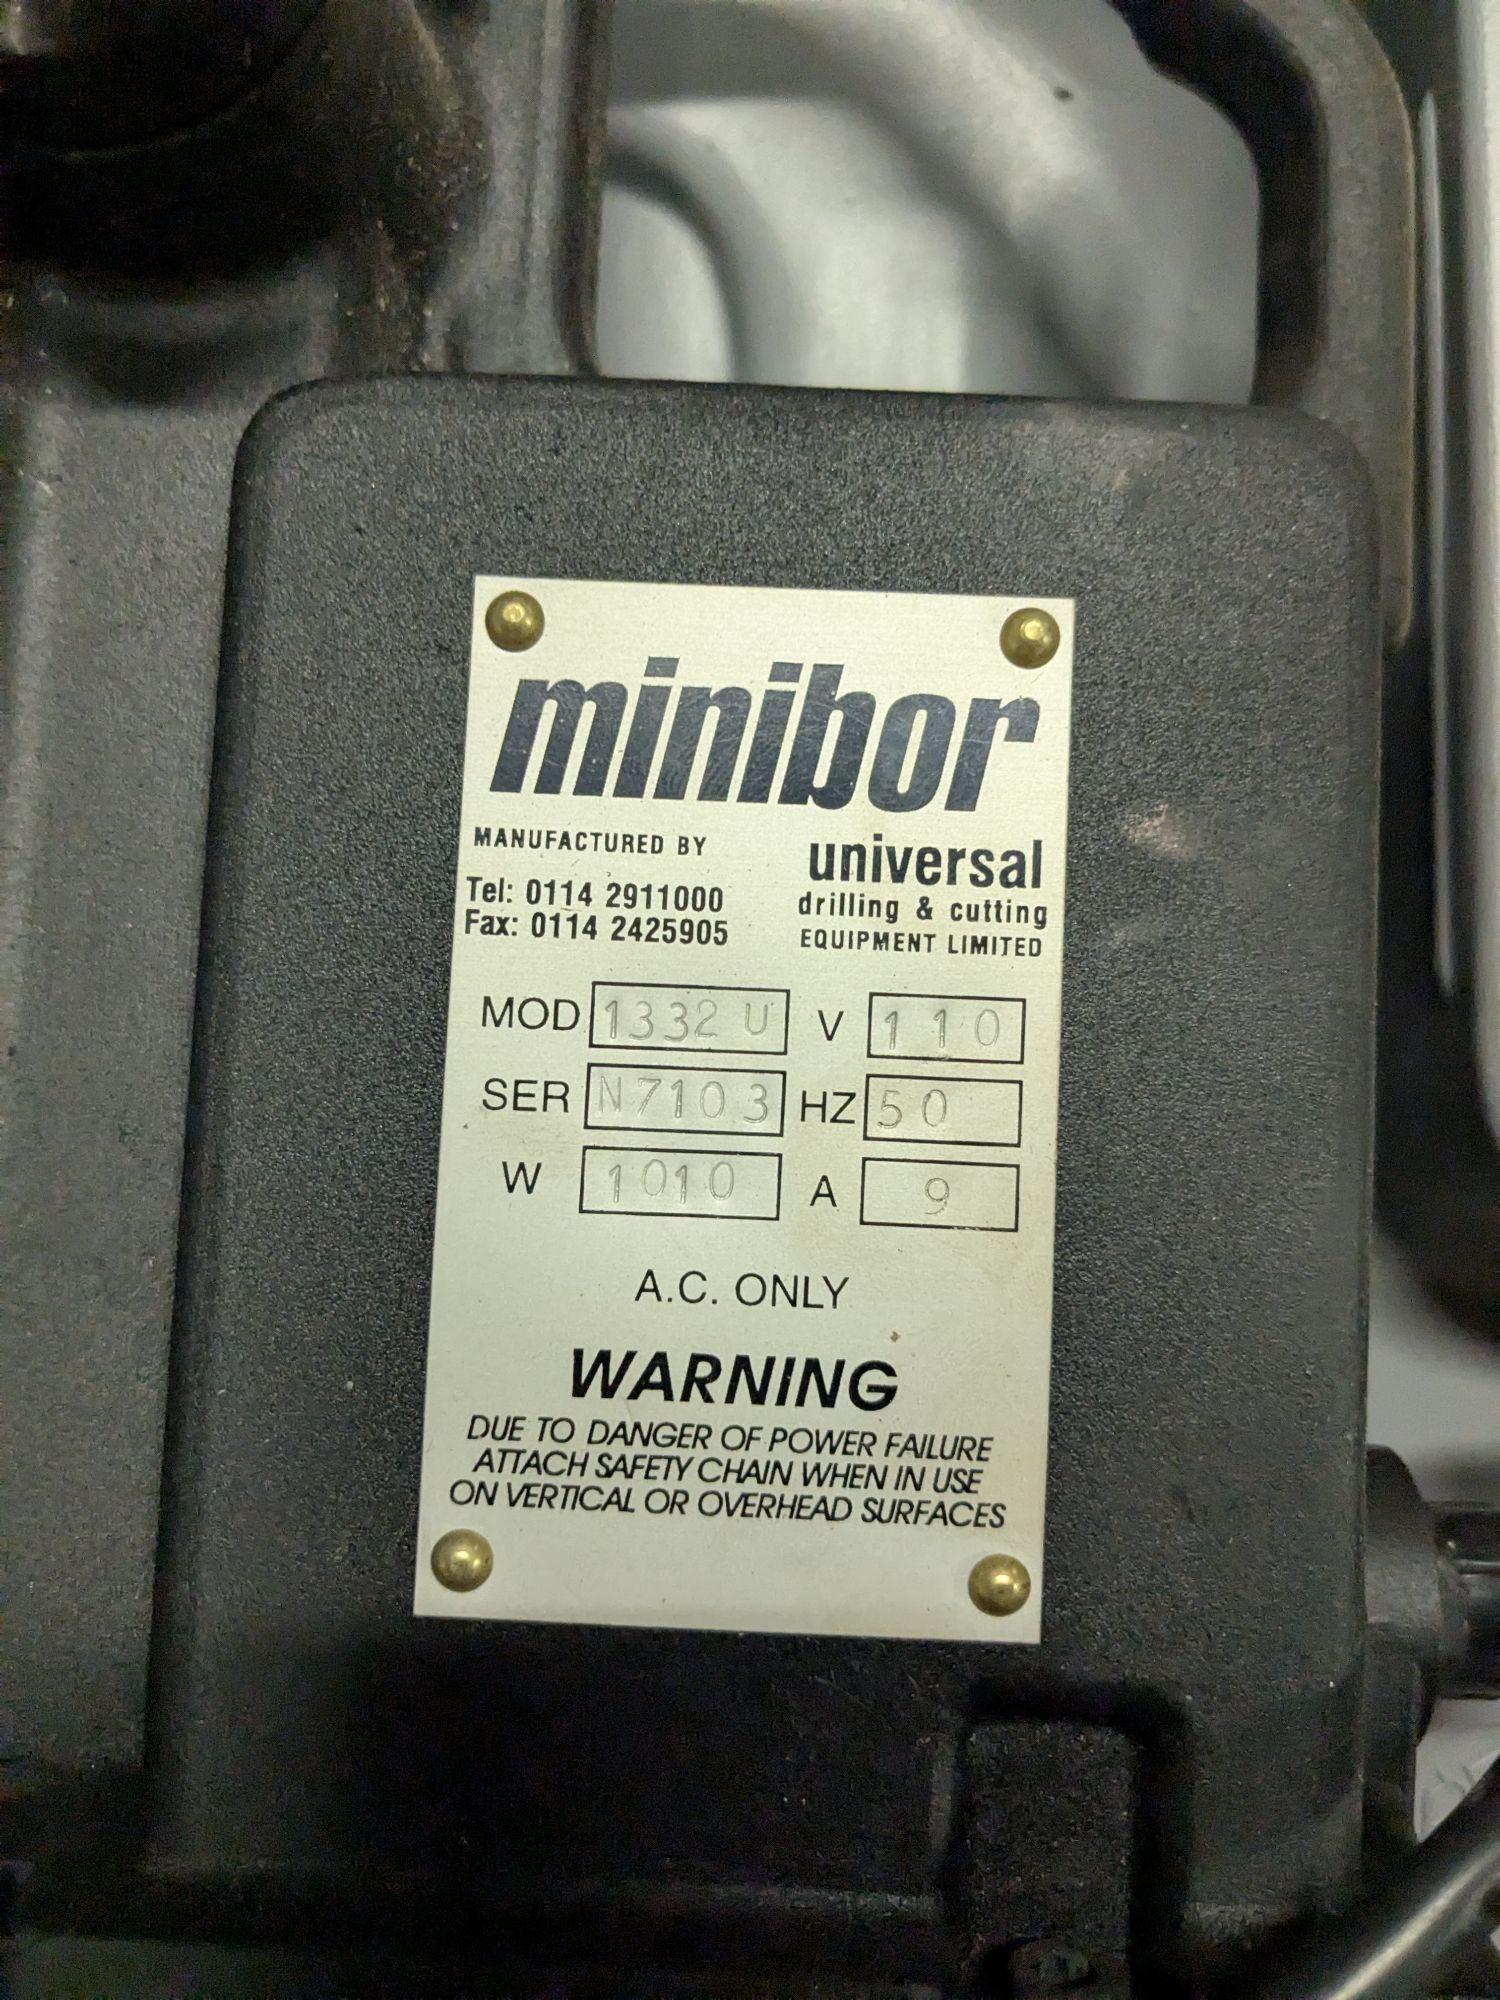 minibor
MANUFACTURED BY
Tel: 0114 2911000
Fax: 0114 2425905
universal
drilling & cutting
EQUIPMENT LIMITED
MOD 1332 U V 110
SER N7103 HZ 50
W 1010 A 9
A.C. ONLY
WARNING
DUE TO DANGER OF POWER FAILURE
ATTACH SAFETY CHAIN WHEN IN USE
ON VERTICAL OR OVERHEAD SURFACES